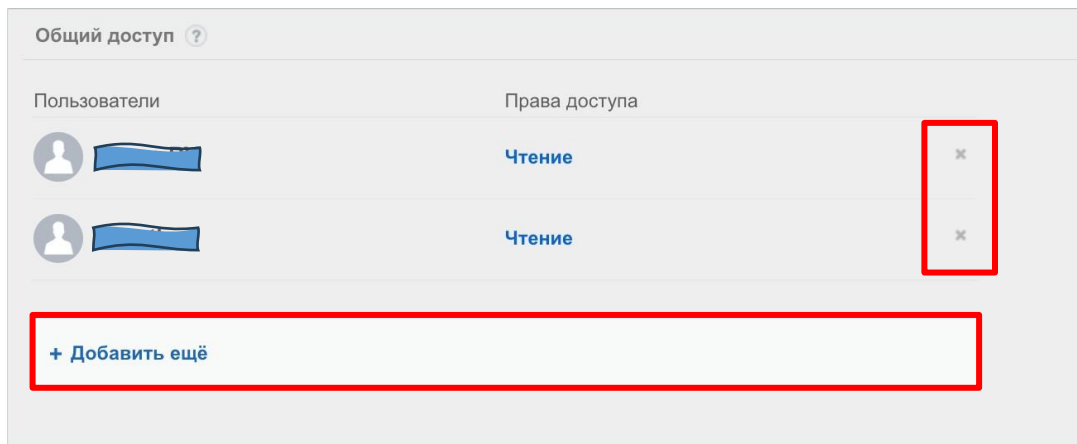 Общий доступ ?
Пользователи Права доступа
Чтение
Чтение
+ Добавить ещё